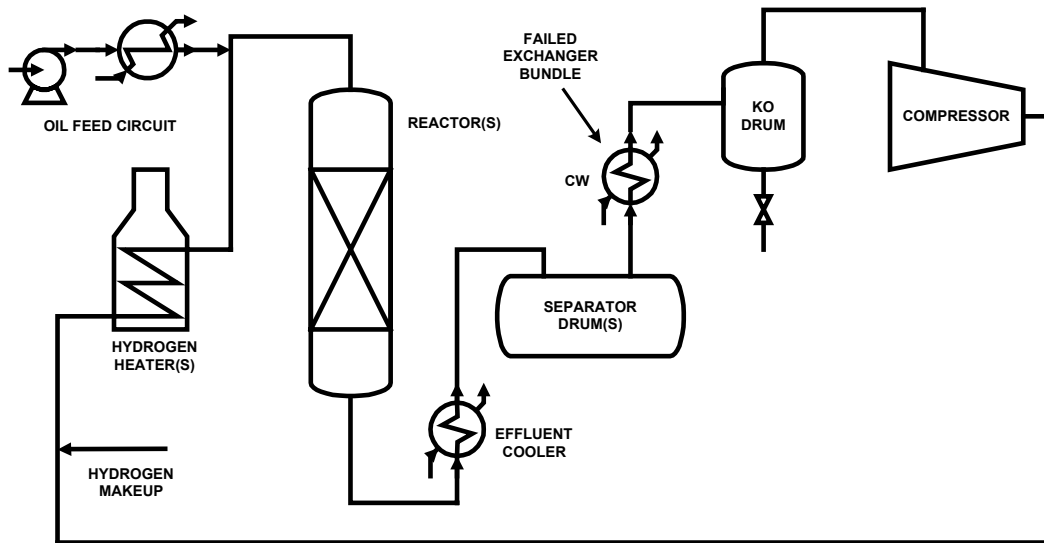 FAILED
EXCHANGER
BUNDLE
OIL FEED CIRCUIT
REACTOR(S)
KO
DRUM
COMPRESSOR
CW
SEPARATOR
DRUM(S)
HYDROGEN
HEATER(S)
EFFLUENT
COOLER
HYDROGEN
MAKEUP